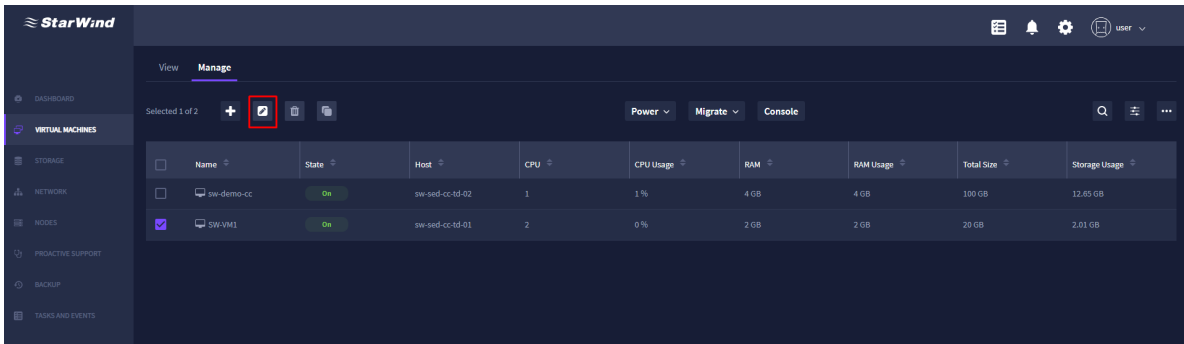 StarWind
user
View Manage
DASHBOARD
Selected 1 of 2
Power Migrate Console
VIRTUAL MACHINES
STORAGE
Name State Host CPU CPU Usage RAM RAM Usage Total Size Storage Usage
NETWORK
sw-demo-cc On sw-sed-cc-td-02 1 1 % 4 GB 4 GB 100 GB 12.65 GB
NODES
SW-VM1 On sw-sed-cc-td-01 2 0 % 2 GB 2 GB 20 GB 2.01 GB
PROACTIVE SUPPORT
BACKUP
TASKS AND EVENTS